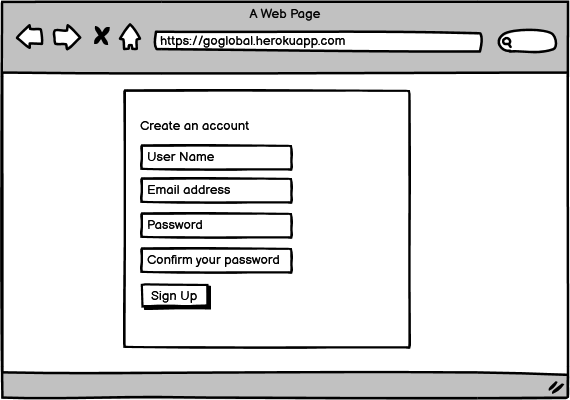 A Web Page
https://goglobal.herokuapp.com
Create an account
User Name
Email address
Password
Confirm your password
Sign Up